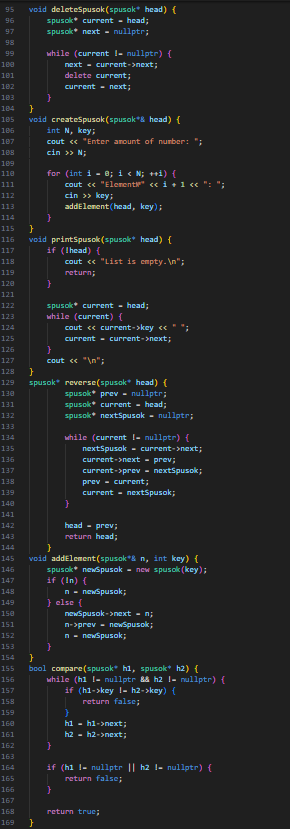 95 void deleteSpusok(spusok* head) {
96 spusok* current = head;
97 spusok* next = nullptr;
98
99 while (current != nullptr) {
100 next = current->next;
101 delete current;
102 current = next;
103 }
104 }
105 void createSpusok(spusok*& head) {
106 int N, key;
107 cout << "Enter amount of number: ";
108 cin >> N;
109
110 for (int i = 0; i < N; ++i) {
111 cout << "Element#" << i + 1 << ": ";
112 cin >> key;
113 addElement(head, key);
114 }
115 }
116 void printSpusok(spusok* head) {
117 if (!head) {
118 cout << "List is empty.\n";
119 return;
120 }
121
122 spusok* current = head;
123 while (current) {
124 cout << current->key << " ";
125 current = current->next;
126 }
127 cout << "\n";
128 }
129 spusok* reverse(spusok* head) {
130 spusok* prev = nullptr;
131 spusok* current = head;
132 spusok* nextSpusok = nullptr;
133
134 while (current != nullptr) {
135 nextSpusok = current->next;
136 current->next = prev;
137 current->prev = nextSpusok;
138 prev = current;
139 current = nextSpusok;
140 }
141
142 head = prev;
143 return head;
144 }
145 void addElement(spusok*& n, int key) {
146 spusok* newSpusok = new spusok(key);
147 if (!n) {
148 n = newSpusok;
149 } else {
150 newSpusok->next = n;
151 n->prev = newSpusok;
152 n = newSpusok;
153 }
154 }
155 bool compare(spusok* h1, spusok* h2) {
156 while (h1 != nullptr && h2 != nullptr) {
157 if (h1->key != h2->key) {
158 return false;
159 }
160 h1 = h1->next;
161 h2 = h2->next;
162 }
163
164 if (h1 != nullptr || h2 != nullptr) {
165 return false;
166 }
167
168 return true;
169 }